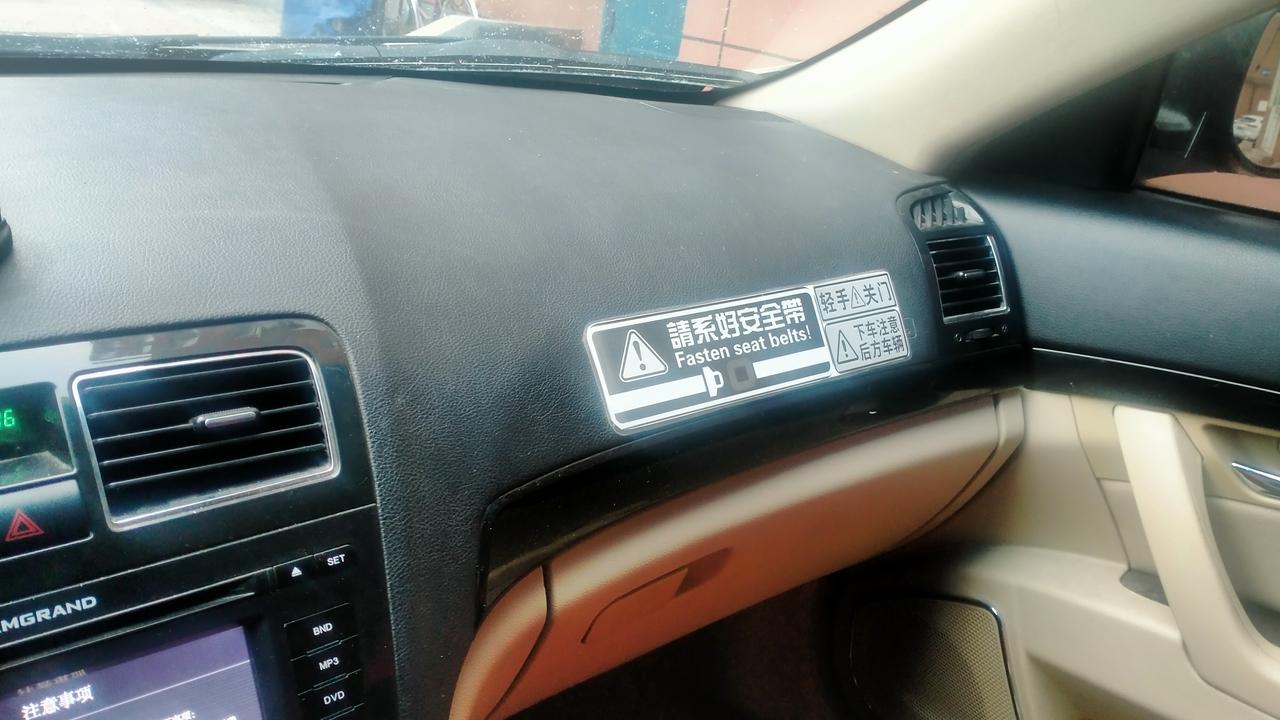 請系好安全帶
Fasten seat belts!
轻手关门
下车注意
后方车辆
SET
MGRAND
BND
MP3
DVD
注意事项